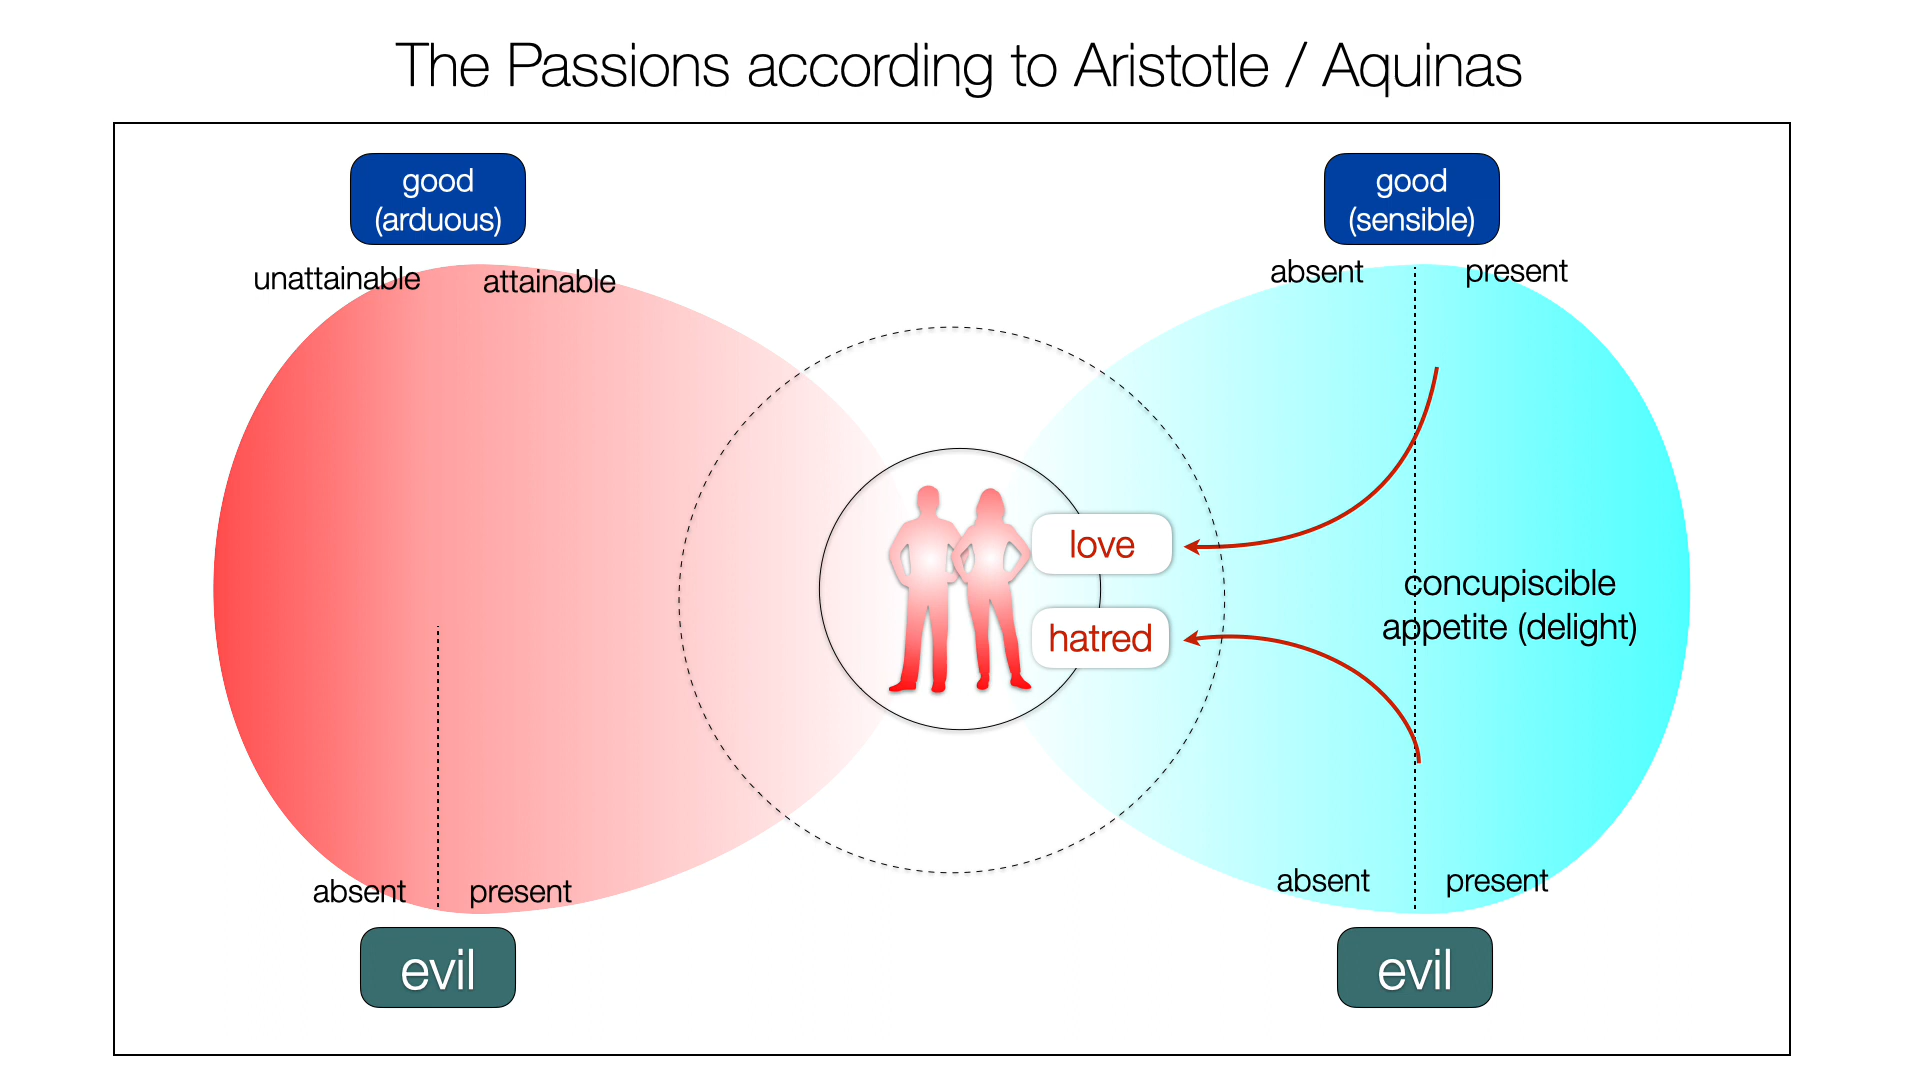 The Passions according to Aristotle / Aquinas
good
(arduous)
good
(sensible)
unattainable
attainable
absent
present
love
hatred
concupiscible
appetite (delight)
absent
present
absent
present
evil
evil